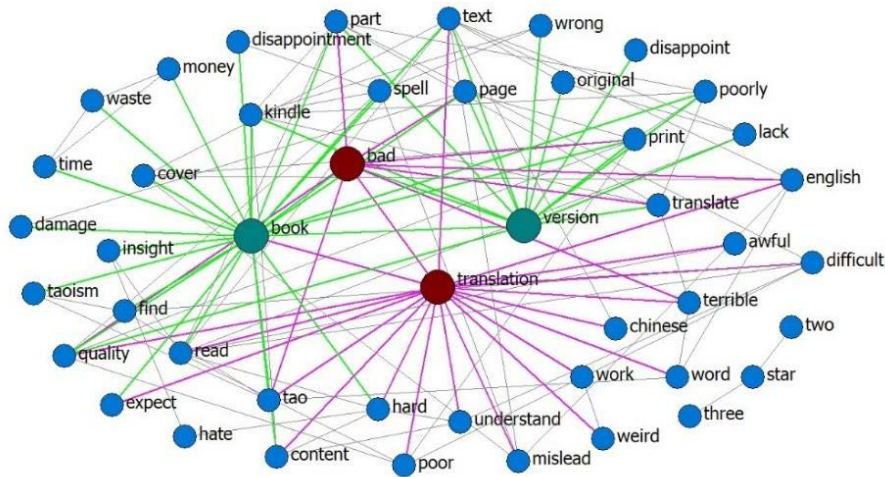 part
text
wrong
disappointment
disappoint
money
original
waste
spell
page
poorly
kindle
print
lack
bad
time
cover
english
translate
damage
version
book
awful
insight
difficult
translation
taoism
find
terrible
chinese
two
quality
read
work
word
star
expect
tao
hard
three
understand
hate
weird
content
poor
mislead